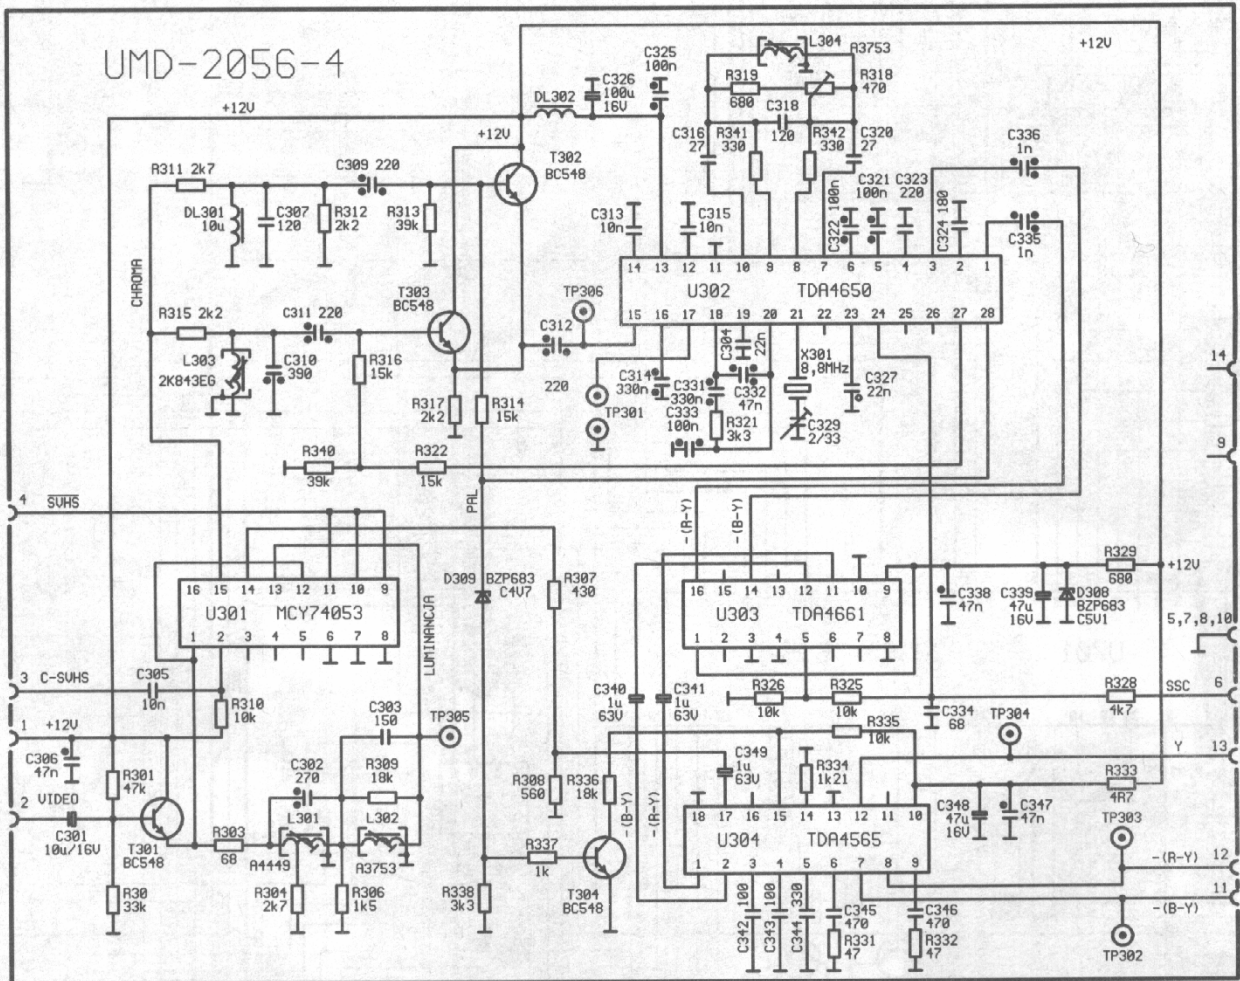 UMD-2056-4
+12V
+12V
DL302
C326
100u
16V
C325
100n
L304
A3753
R319
680
R318
470
C318
120
C316
27
R341
330
R342
330
C320
27
+12V
C336
1n
C335
1n
T302
BC548
R311 2k7
C309 220
DL301
10u
C307
120
R312
2k2
R313
39k
C313
10n
C315
10n
C322 100n
C321
100n
C323
220
C324 180
CHROMA
14 13 12 11 10 9 8 7 6 5 4 3 2 1
U302 TDA4650
15 16 17 18 19 20 21 22 23 24 25 26 27 28
T303
BC548
TP306
R315 2k2
C311 220
L303
2K843EG
C310
390
R316
15k
R317
2k2
R314
15k
C312
220
TP301
C314
330n
C331
330n
C333
100n
C304
22n
C332
47n
R321
3k3
X301
8,8MHz
C329
2/33
C327
22n
R340
39k
R322
15k
PAL
14
9
4 SVHS
-(R-Y)
-(B-Y)
16 15 14 13 12 11 10 9
U301 MCY74053
1 2 3 4 5 6 7 8
LUMINANCJA
D309 BZP683
C4V7
R307
430
16 15 14 13 12 11 10 9
U303 TDA4661
1 2 3 4 5 6 7 8
C338
47n
C339
47u
16V
D308
BZP683
C5V1
R329
680
+12V
5,7,8,10
3 C-SVHS
C305
10n
R310
10k
C340
1u
63V
C341
1u
63V
R326
10k
R325
10k
R328
4k7
SSC
6
C334
68
TP304
1 +12V
C303
150
TP305
R335
10k
Y
13
C306
47n
R301
47k
C302
270
R309
18k
R308
560
R336
18k
C349
1u
63V
R334
1k21
R333
4R7
2 VIDEO
C301
10u/16V
T301
BC548
L301
L302
R303
68
A4449
A3753
-(B-Y)
-(R-Y)
18 17 16 15 14 13 12 11 10
U304 TDA4565
1 2 3 4 5 6 7 8 9
C348
47u
16V
C347
47n
TP303
R337
1k
T304
BC548
-(R-Y) 12
-(B-Y) 11
R30
33k
R304
2k7
R306
1k5
R338
3k3
C342 100
C343 100
C344 330
C345
470
R331
47
C346
470
R332
47
TP302